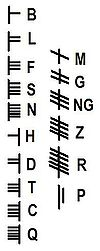 ᚁ B
ᚂ L
ᚃ F
ᚄ S
ᚅ N
ᚆ H
ᚇ D
ᚈ T
ᚉ C
ᚊ Q
ᚋ M
ᚌ G
ᚍ NG
ᚎ Z
ᚏ R
P